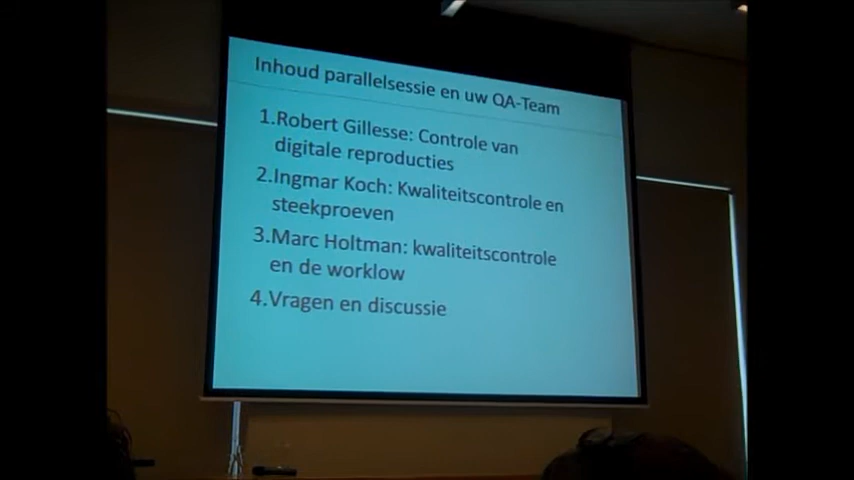 Inhoud parallelsessie en uw QA-Team
1.Robert Gillesse: Controle van
digitale reproducties
2.Ingmar Koch: Kwaliteitscontrole en
steekproeven
3.Marc Holtman: kwaliteitscontrole
en de worklow
4.Vragen en discussie